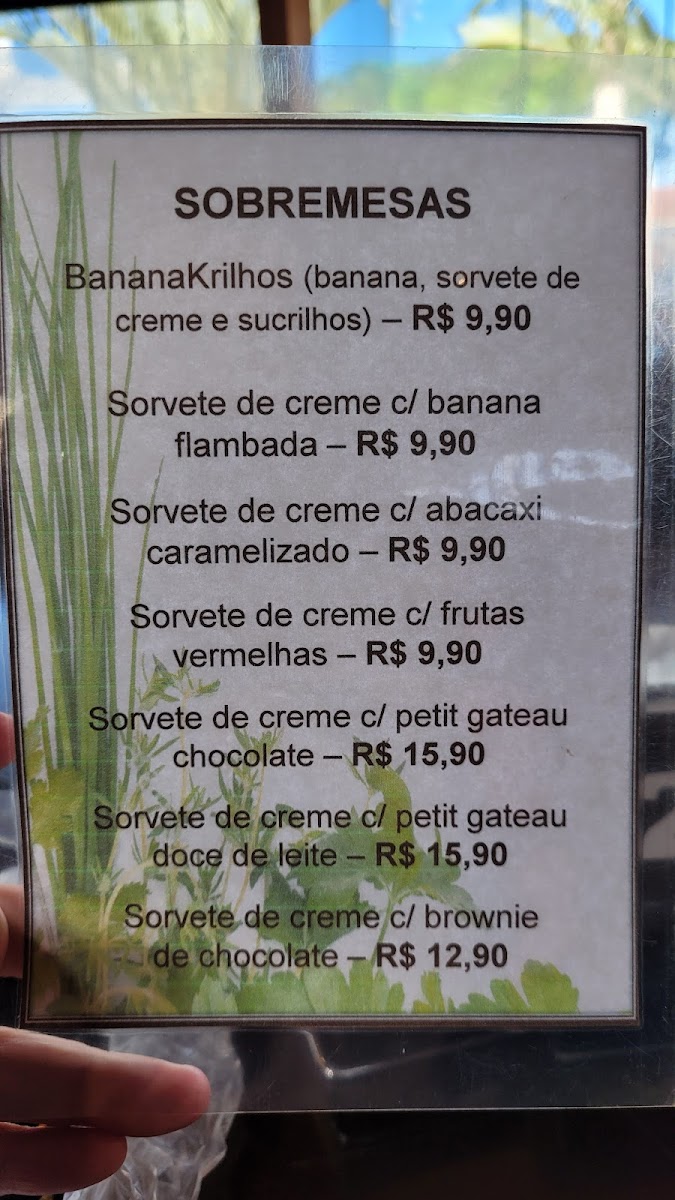 SOBREMESAS
BananaKrilhos (banana, sorvete de
creme e sucrilhos) – R$ 9,90
Sorvete de creme c/ banana
flambada – R$ 9,90
Sorvete de creme c/ abacaxi
caramelizado – R$ 9,90
Sorvete de creme c/ frutas
vermelhas – R$ 9,90
Sorvete de creme c/ petit gateau
chocolate – R$ 15,90
Sorvete de creme c/ petit gateau
doce de leite – R$ 15,90
Sorvete de creme c/ brownie
de chocolate – R$ 12,90